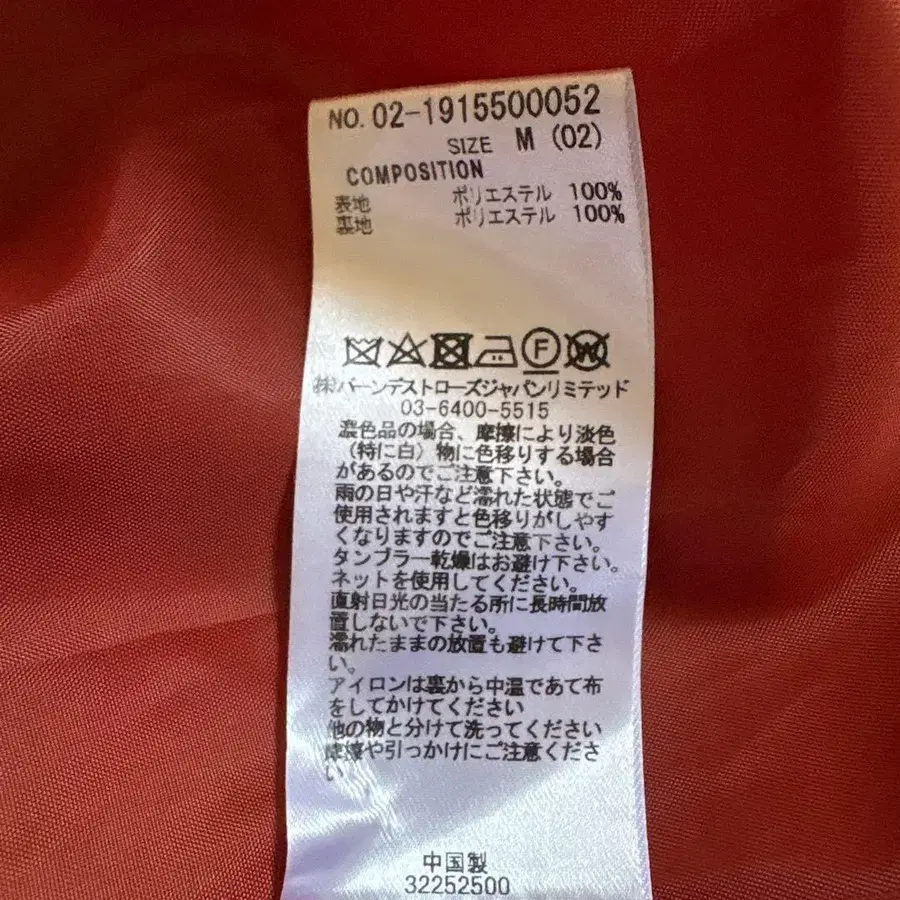 NO. 02-1915500052
SIZE M (02)
COMPOSITION
表地 ポリエステル 100%
裏地 ポリエステル 100%
F W
㈱バーンデストローズジャパンリミテッド
03-6400-5515
濃色品の場合、摩擦により淡色
(特に白)物に色移りする場合
があるのでご注意下さい。
雨の日や汗など濡れた状態でご
使用されますと色移りがしやす
くなりますのでご注意下さい。
タンブラー乾燥はお避け下さい。
ネットを使用してください。
直射日光の当たる所に長時間放
置しないで下さい。
濡れたままの放置も避けて下さ
い。
アイロンは裏から中温であて布
をしてかけてください
他の物と分けて洗ってください
摩擦や引っかけにご注意くださ
い
中国製
32252500